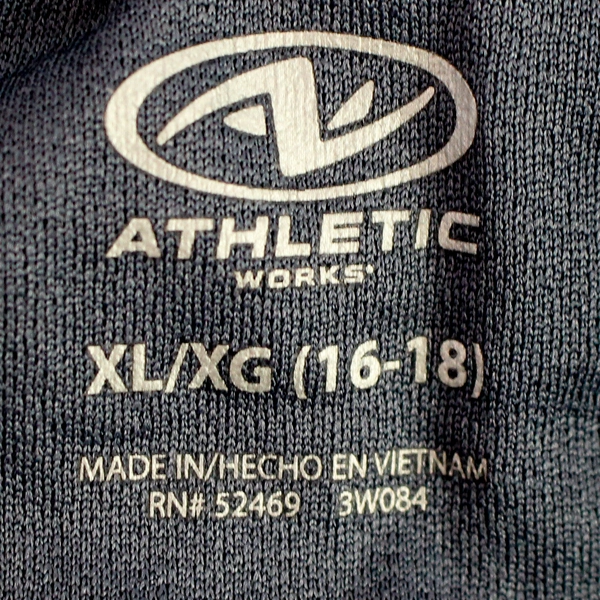 ATHLETIC
WORKS®
XL/XG (16-18)
MADE IN/HECHO EN VIETNAM
RN# 52469 3W084